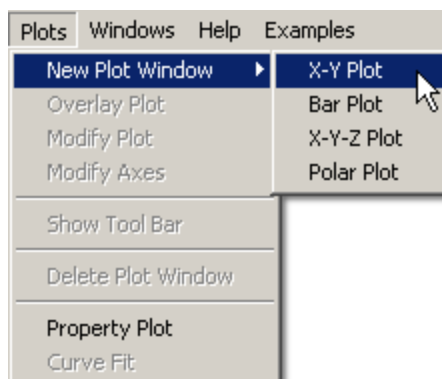 Plots Windows Help Examples
New Plot Window X-Y Plot
Overlay Plot Bar Plot
Modify Plot X-Y-Z Plot
Modify Axes Polar Plot
Show Tool Bar
Delete Plot Window
Property Plot
Curve Fit